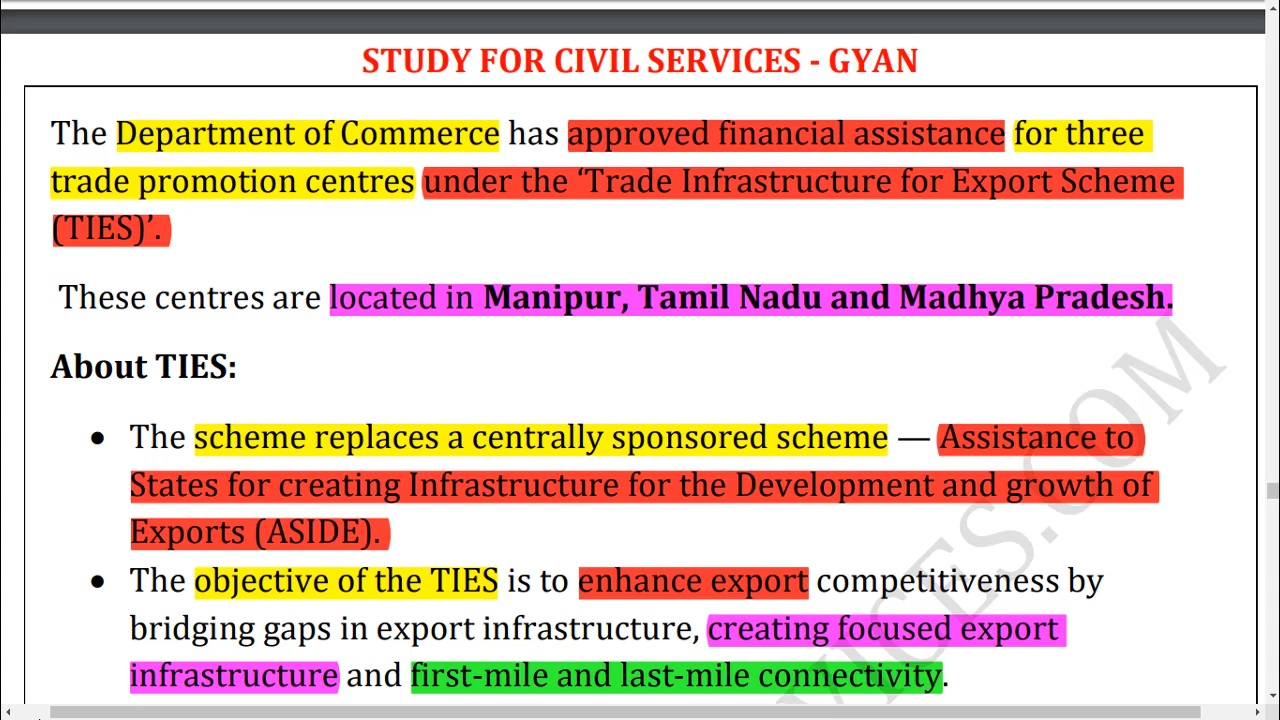 STUDY FOR CIVIL SERVICES - GYAN
The Department of Commerce has approved financial assistance for three
trade promotion centres under the ‘Trade Infrastructure for Export Scheme
(TIES)’.
These centres are located in Manipur, Tamil Nadu and Madhya Pradesh.
About TIES:
• The scheme replaces a centrally sponsored scheme — Assistance to
States for creating Infrastructure for the Development and growth of
Exports (ASIDE).
• The objective of the TIES is to enhance export competitiveness by
bridging gaps in export infrastructure, creating focused export
infrastructure and first-mile and last-mile connectivity.
VICES.COM